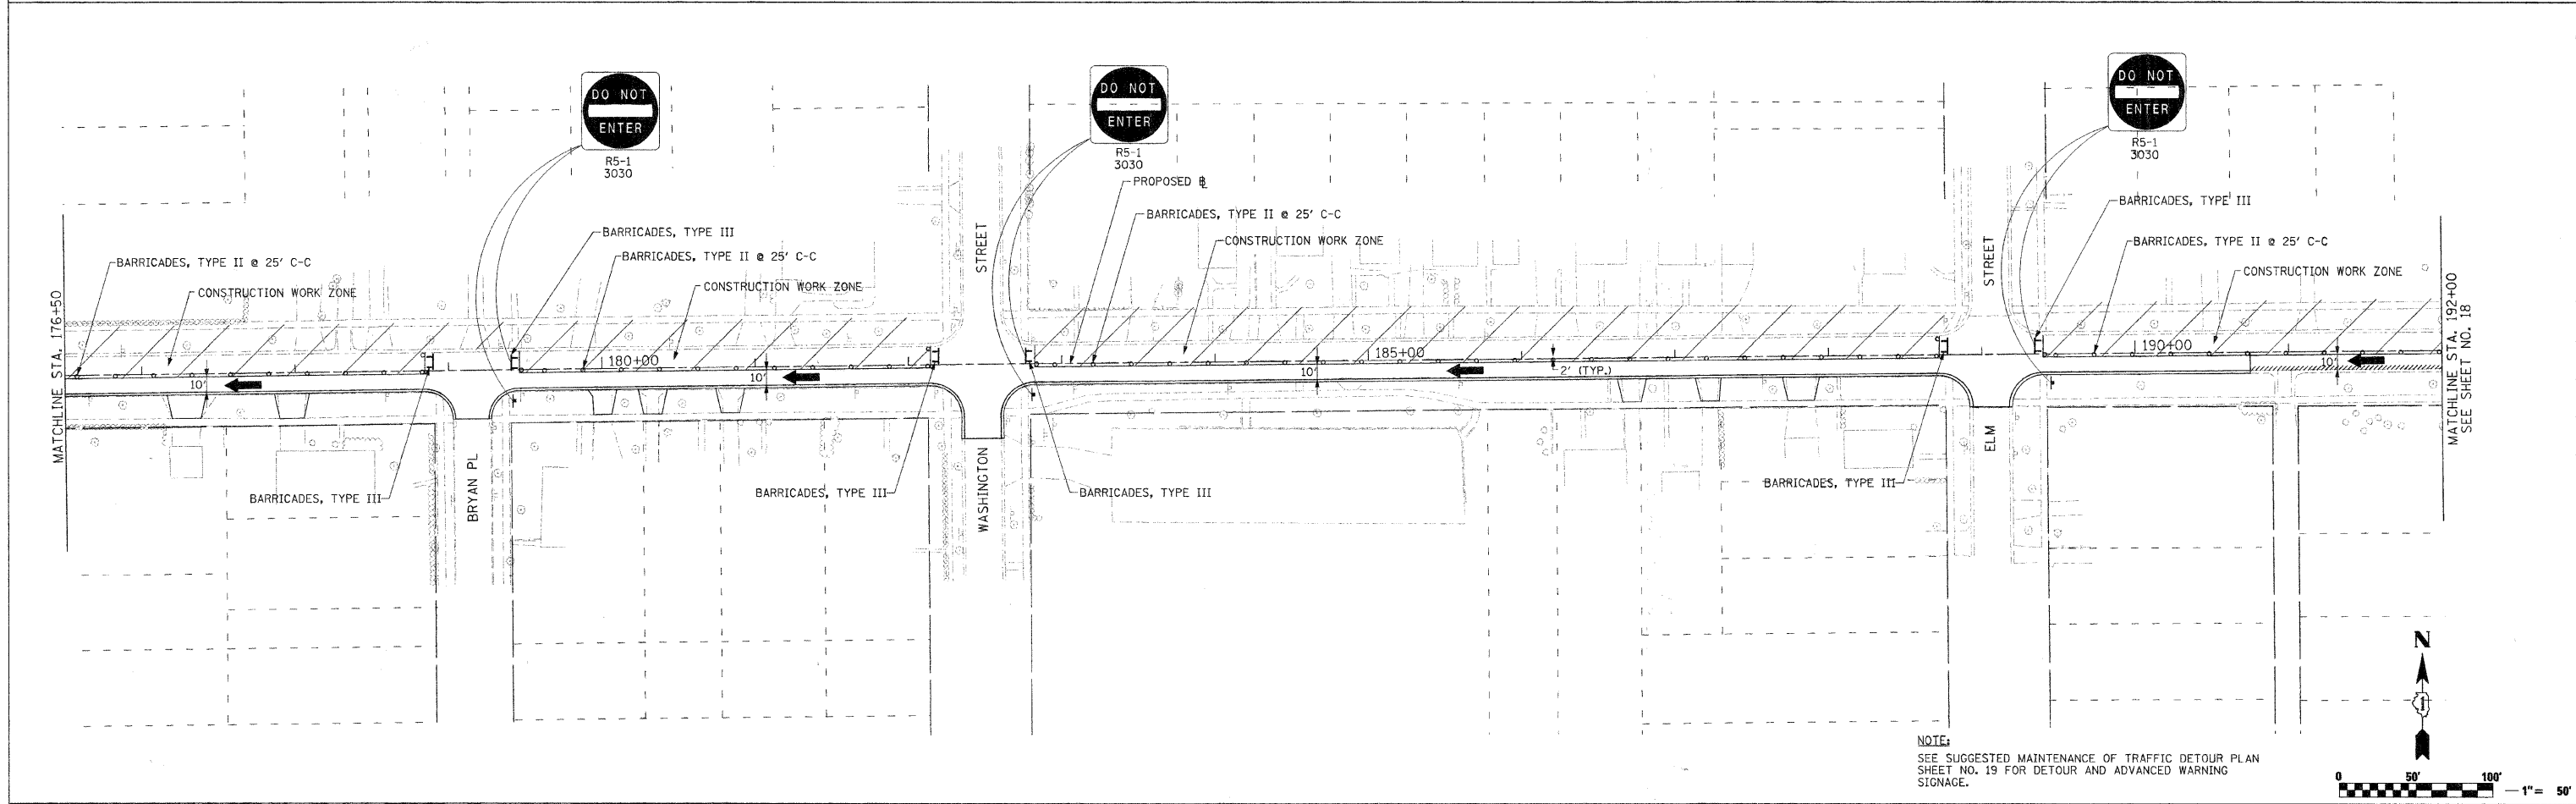 DO NOT
ENTER
R5-1
3030
DO NOT
ENTER
R5-1
3030
DO NOT
ENTER
R5-1
3030
PROPOSED ℄
BARRICADES, TYPE II @ 25' C-C
CONSTRUCTION WORK ZONE
BARRICADES, TYPE III
BARRICADES, TYPE II @ 25' C-C
CONSTRUCTION WORK ZONE
BARRICADES, TYPE III
BARRICADES, TYPE II @ 25' C-C
CONSTRUCTION WORK ZONE
BARRICADES, TYPE II @ 25' C-C
CONSTRUCTION WORK ZONE
STREET
STREET
MATCHLINE STA. 176+50
MATCHLINE STA. 192+00
SEE SHEET NO. 18
180+00
185+00
190+00
10'
10'
10'
2' (TYP.)
10'
BARRICADES, TYPE III
BRYAN PL
BARRICADES, TYPE III
WASHINGTON
BARRICADES, TYPE III
BARRICADES, TYPE III
ELM
N
NOTE:
SEE SUGGESTED MAINTENANCE OF TRAFFIC DETOUR PLAN
SHEET NO. 19 FOR DETOUR AND ADVANCED WARNING
SIGNAGE.
0 50' 100'
1" = 50'